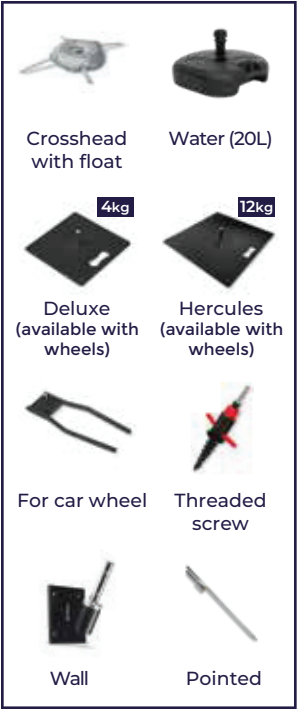 Crosshead
with float
Water (20L)
4kg
12kg
Deluxe
(available with
wheels)
Hercules
(available with
wheels)
For car wheel
Threaded
screw
Wall
Pointed